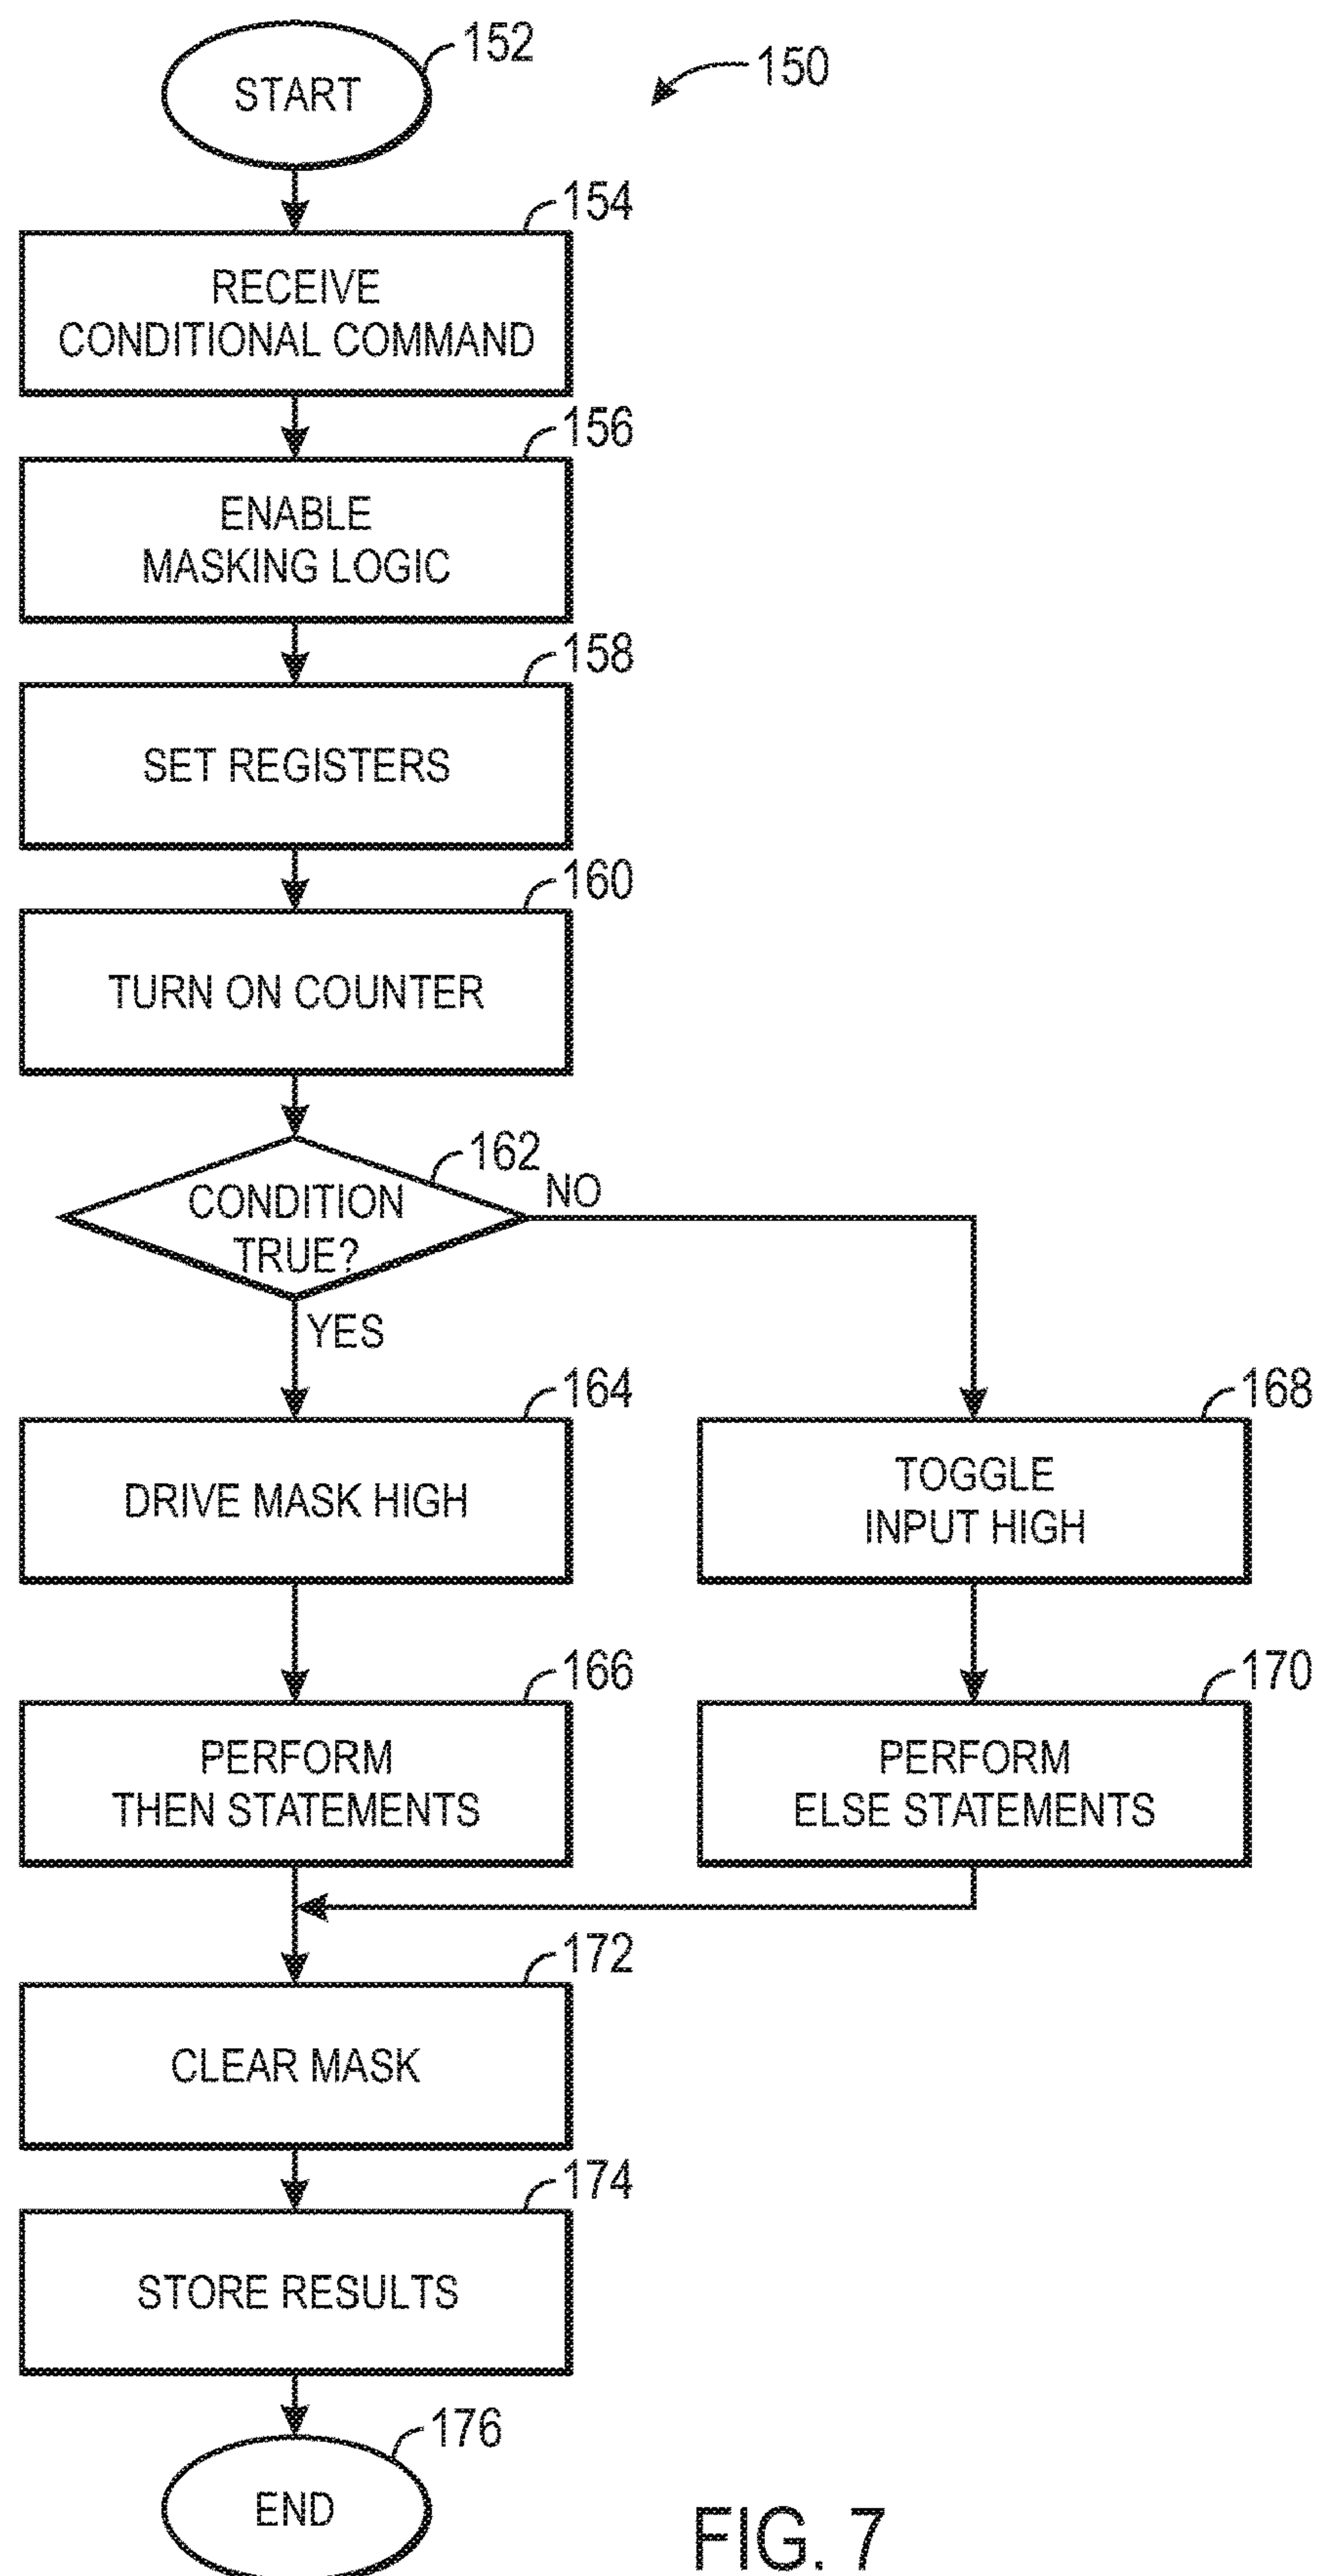 START
152
150
154
RECEIVE
CONDITIONAL COMMAND
156
ENABLE
MASKING LOGIC
158
SET REGISTERS
160
TURN ON COUNTER
162
CONDITION
TRUE?
NO
YES
164
DRIVE MASK HIGH
168
TOGGLE
INPUT HIGH
166
PERFORM
THEN STATEMENTS
170
PERFORM
ELSE STATEMENTS
172
CLEAR MASK
174
STORE RESULTS
176
END
FIG. 7